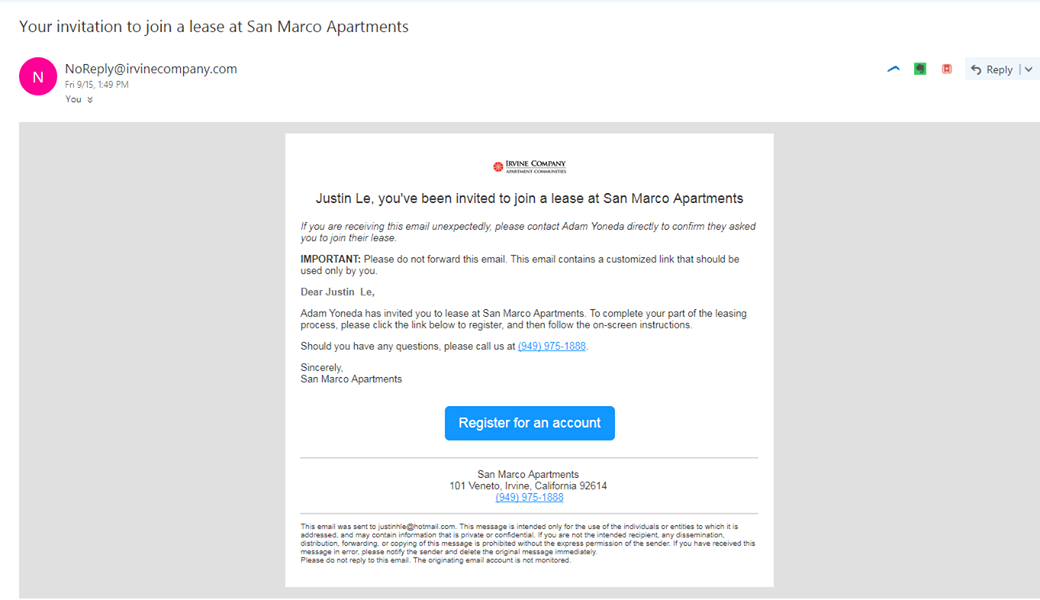 Your invitation to join a lease at San Marco Apartments
N
NoReply@irvinecompany.com
Fri 9/15, 1:49 PM
You
Reply
IRVINE COMPANY
APARTMENT COMMUNITIES
Justin Le, you've been invited to join a lease at San Marco Apartments
If you are receiving this email unexpectedly, please contact Adam Yoneda directly to confirm they asked
you to join their lease.
IMPORTANT: Please do not forward this email. This email contains a customized link that should be
used only by you.
Dear Justin Le,
Adam Yoneda has invited you to lease at San Marco Apartments. To complete your part of the leasing
process, please click the link below to register, and then follow the on-screen instructions.
Should you have any questions, please call us at (949) 975-1888.
Sincerely,
San Marco Apartments
Register for an account
San Marco Apartments
101 Veneto, Irvine, California 92614
(949) 975-1888
This email was sent to justinhle@hotmail.com. This message is intended only for the use of the individuals or entities to which it is
addressed, and may contain information that is private or confidential. If you are not the intended recipient, any dissemination,
distribution, forwarding, or copying of this message is prohibited without the express permission of the sender. If you have received this
message in error, please notify the sender and delete the original message immediately.
Please do not reply to this email. The originating email account is not monitored.